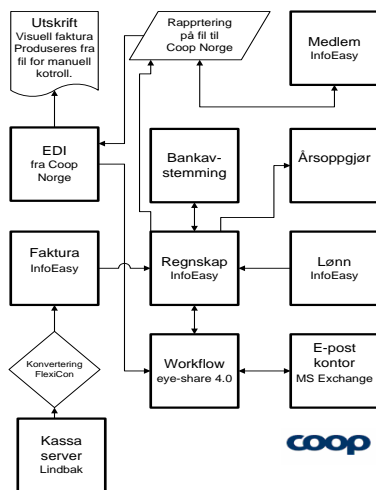 Utskrift
Visuell faktura
Produseres fra
fil for manuell
kotroll.
Rapprtering
på fil til
Coop Norge
Medlem
InfoEasy
EDI
fra Coop
Norge
Bankav-
stemming
Årsoppgjør
Faktura
InfoEasy
Regnskap
InfoEasy
Lønn
InfoEasy
Konvertering
FlexiCon
Workflow
eye-share 4.0
E-post
kontor
MS Exchange
Kassa
server
Lindbak
coop